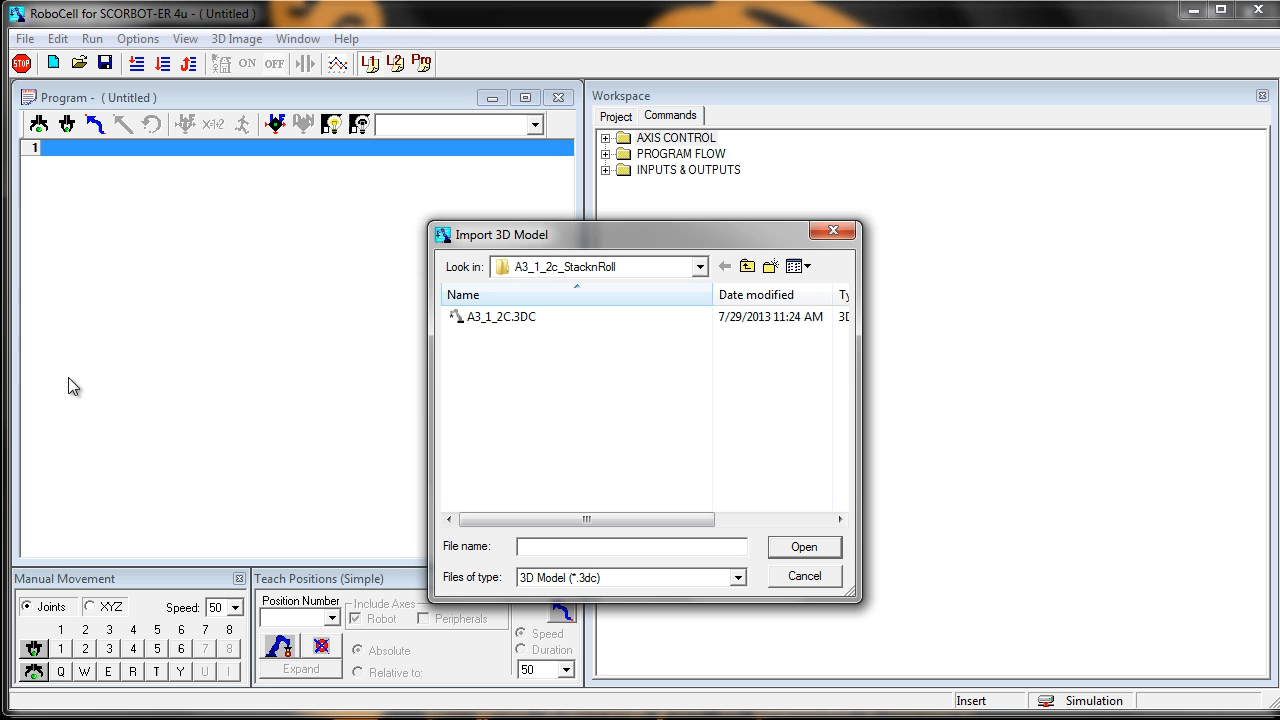 RoboCell for SCORBOT-ER 4u - ( Untitled )
File Edit Run Options View 3D Image Window Help
STOP ON OFF L1 L2 Pro
Program - ( Untitled )
1
Workspace
Project Commands
AXIS CONTROL
PROGRAM FLOW
INPUTS & OUTPUTS
Import 3D Model
Look in: A3_1_2c_StacknRoll
Name Date modified Ty
A3_1_2C.3DC 7/29/2013 11:24 AM 3D
File name: Open
Files of type: 3D Model (*.3dc) Cancel
Manual Movement
Joints XYZ Speed: 50
1 2 3 4 5 6 7 8
1 2 3 4 5 6 7 8
Q W E R T Y U I
Teach Positions (Simple)
Position Number Include Axes
Robot Peripherals
Absolute
Expand Relative to:
Speed
Duration
50
Insert Simulation